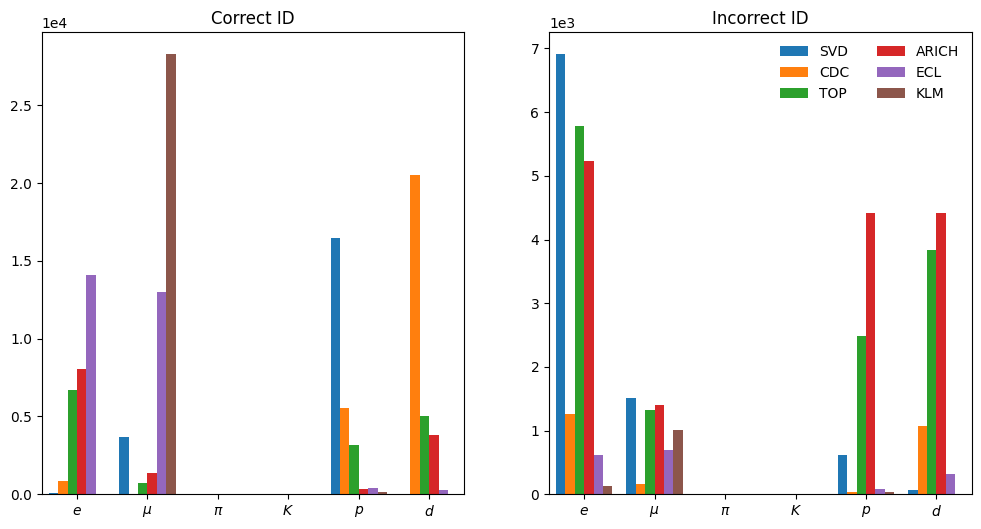 Correct ID
1e4
2.5
2.0
1.5
1.0
0.5
0.0
e μ π K p d
Incorrect ID
1e3
7
6
5
4
3
2
1
0
e μ π K p d
SVD ARICH
CDC ECL
TOP KLM